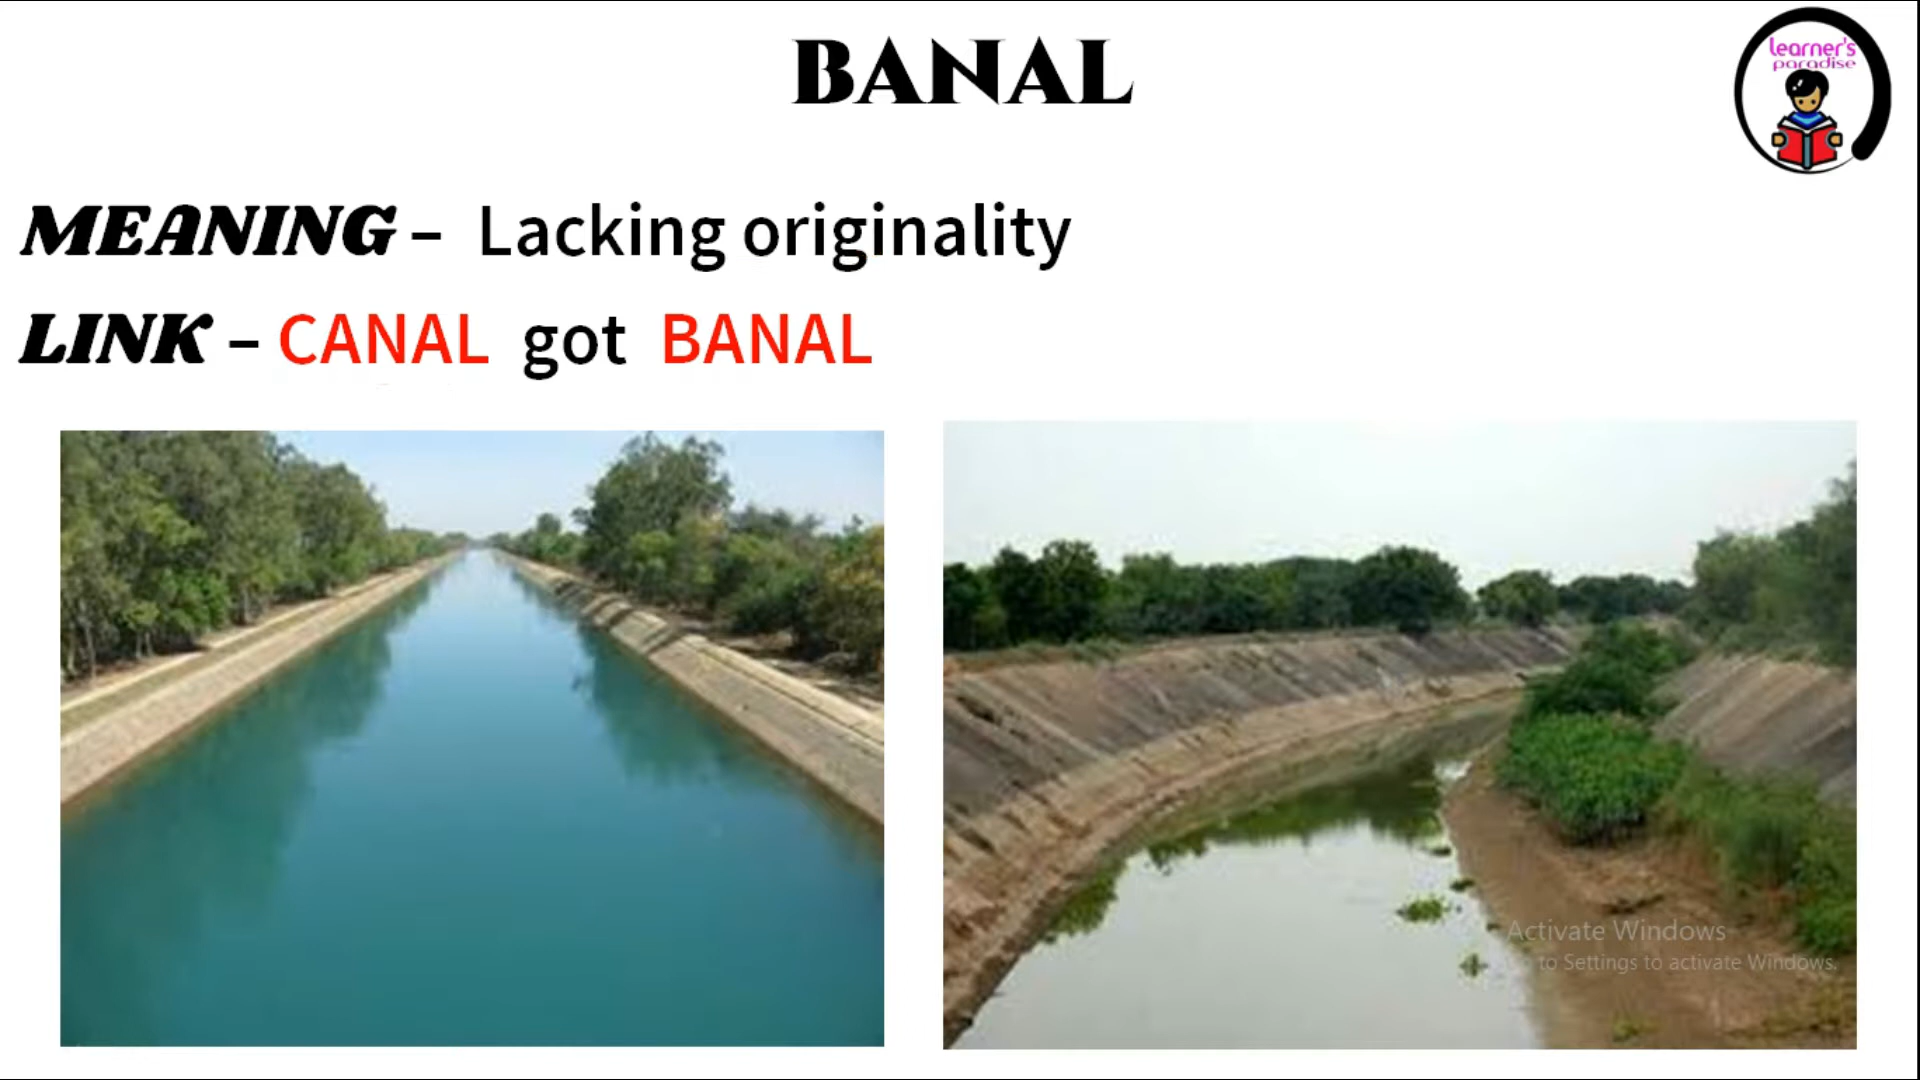 BANAL
learner's
paradise
MEANING – Lacking originality
LINK – CANAL got BANAL
Activate Windows
to Settings to activate Windows.